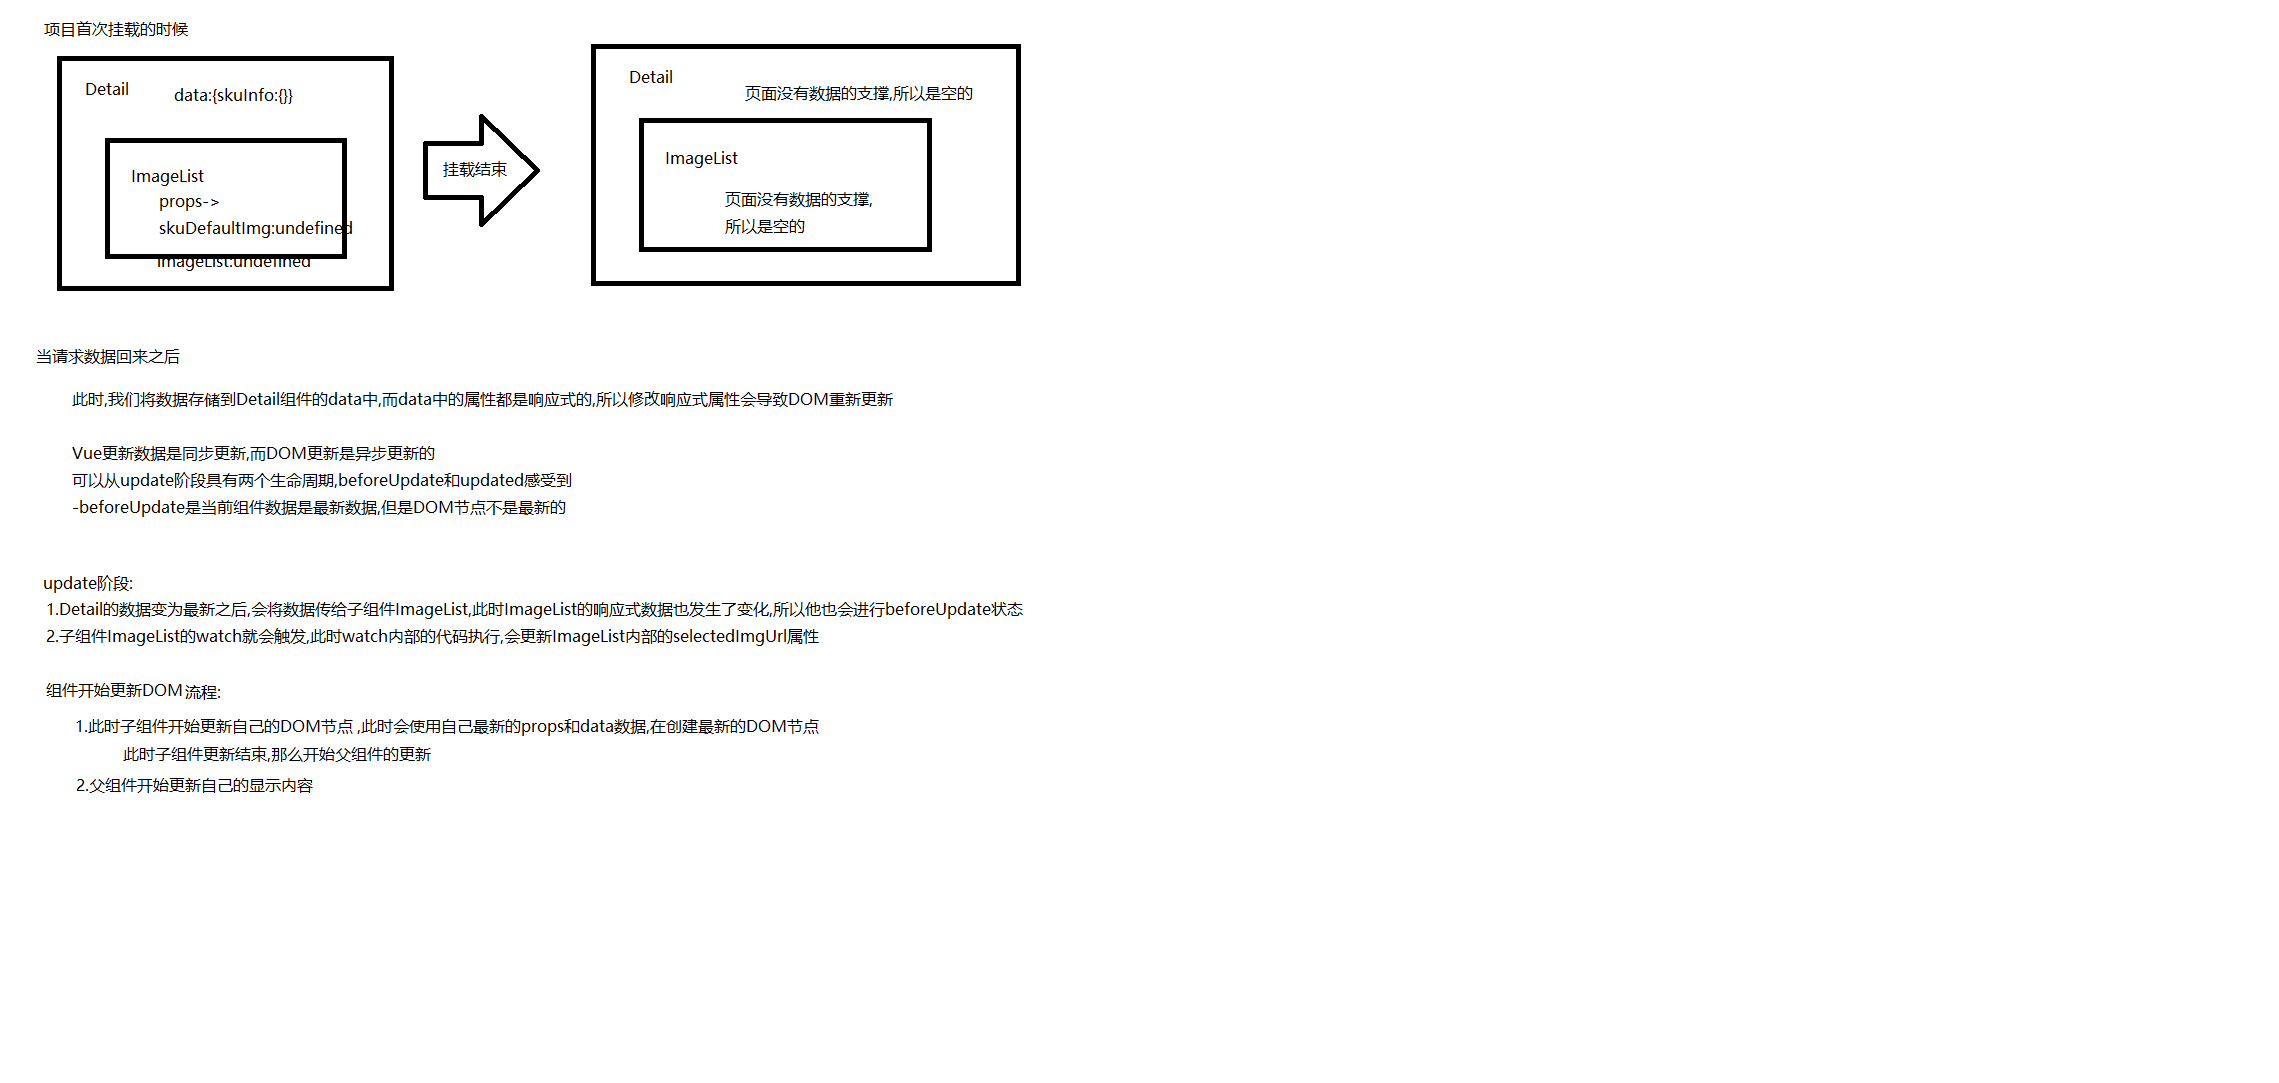 项目首次挂载的时候
Detail
data:{skuInfo:{}}
ImageList
props->
skuDefaultImg:undefined
imageList:undefined
挂载结束
Detail
页面没有数据的支撑,所以是空的
ImageList
页面没有数据的支撑,
所以是空的
当请求数据回来之后
此时,我们将数据存储到Detail组件的data中,而data中的属性都是响应式的,所以修改响应式属性会导致DOM重新更新
Vue更新数据是同步更新,而DOM更新是异步更新的
可以从update阶段具有两个生命周期,beforeUpdate和updated感受到
-beforeUpdate是当前组件数据是最新数据,但是DOM节点不是最新的
update阶段:
1.Detail的数据变为最新之后,会将数据传给子组件ImageList,此时ImageList的响应式数据也发生了变化,所以他也会进行beforeUpdate状态
2.子组件ImageList的watch就会触发,此时watch内部的代码执行,会更新ImageList内部的selectedImgUrl属性
组件开始更新DOM流程:
1.此时子组件开始更新自己的DOM节点 ,此时会使用自己最新的props和data数据,在创建最新的DOM节点
此时子组件更新结束,那么开始父组件的更新
2.父组件开始更新自己的显示内容